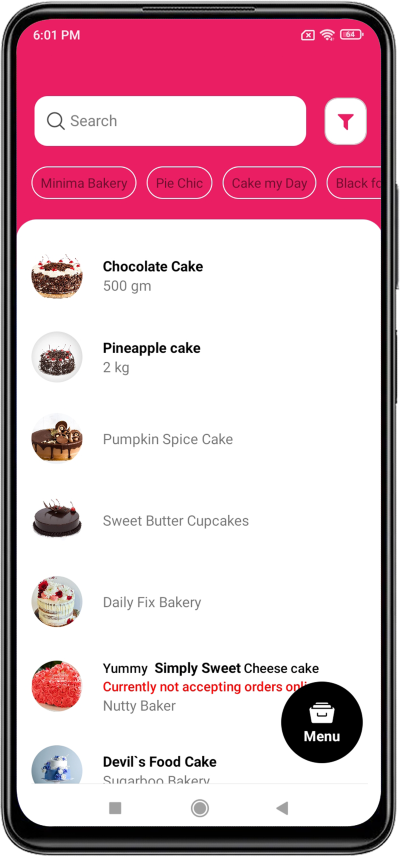 6:01 PM 64
Search
Minima Bakery Pie Chic Cake my Day Black fo
Chocolate Cake
500 gm
Pineapple cake
2 kg
Pumpkin Spice Cake
Sweet Butter Cupcakes
Daily Fix Bakery
Yummy Simply Sweet Cheese cake
Currently not accepting orders onli
Nutty Baker
Menu
Devil`s Food Cake
Sugarboo Bakery